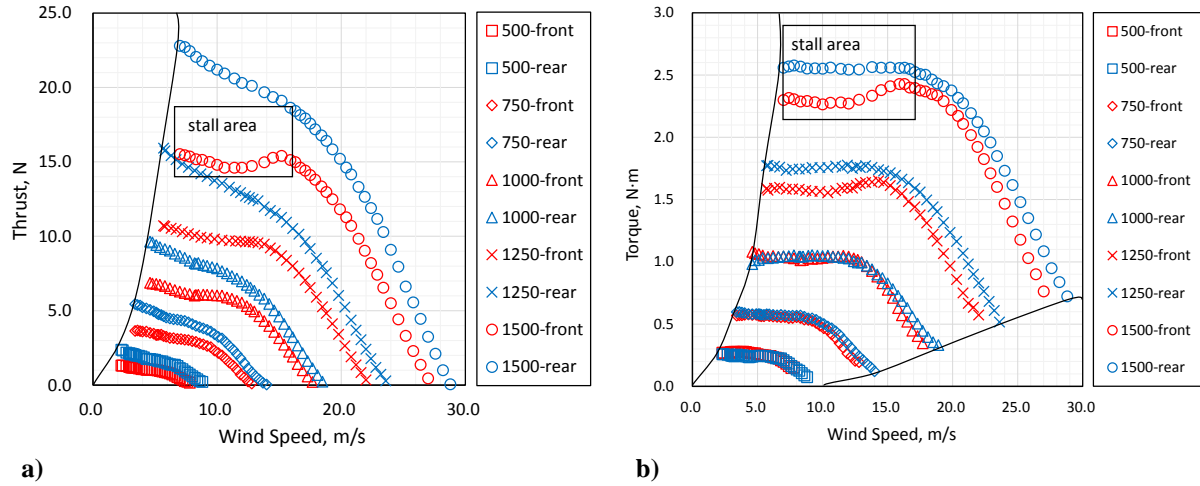 25.0
20.0
15.0
10.0
5.0
0.0
Thrust, N
stall area
0.0
10.0
20.0
30.0
Wind Speed, m/s
500-front
500-rear
750-front
750-rear
1000-front
1000-rear
1250-front
1250-rear
1500-front
1500-rear
a)
3.0
2.5
2.0
1.5
1.0
0.5
0.0
Torque, N·m
stall area
0.0
5.0
10.0
15.0
20.0
25.0
30.0
Wind Speed, m/s
500-front
500-rear
750-front
750-rear
1000-front
1000-rear
1250-front
1250-rear
1500-front
1500-rear
b)